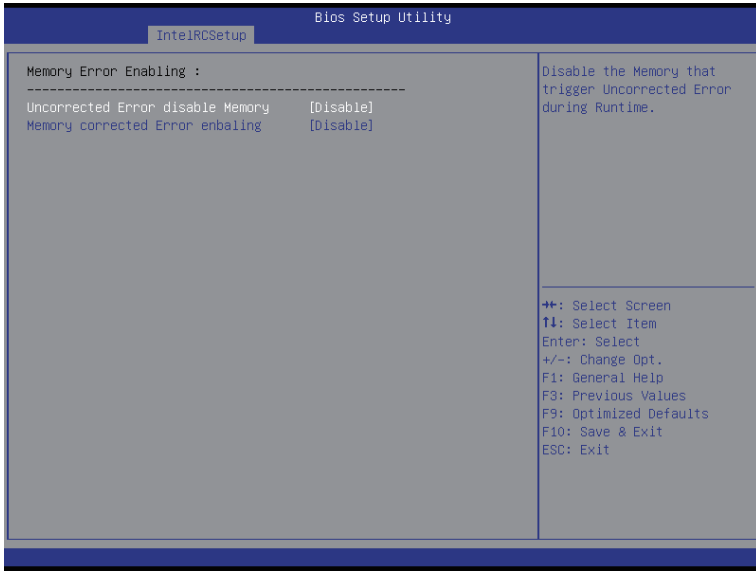 Bios Setup Utility
IntelRCSetup
Memory Error Enabling :
--------------------------------------------------
Uncorrected Error disable Memory [Disable]
Memory corrected Error enbaling [Disable]
Disable the Memory that
trigger Uncorrected Error
during Runtime.
→←: Select Screen
↑↓: Select Item
Enter: Select
+/-: Change Opt.
F1: General Help
F3: Previous Values
F9: Optimized Defaults
F10: Save & Exit
ESC: Exit